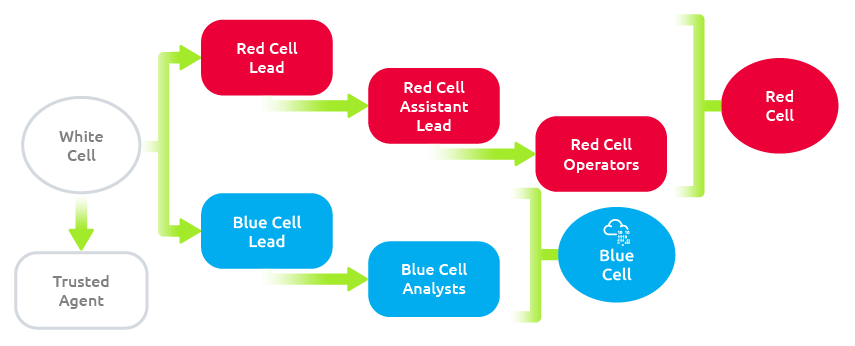 Red Cell
Lead
Red Cell
Assistant
Lead
Red Cell
Operators
Red
Cell
White
Cell
Trusted
Agent
Blue Cell
Lead
Blue Cell
Analysts
Blue
Cell